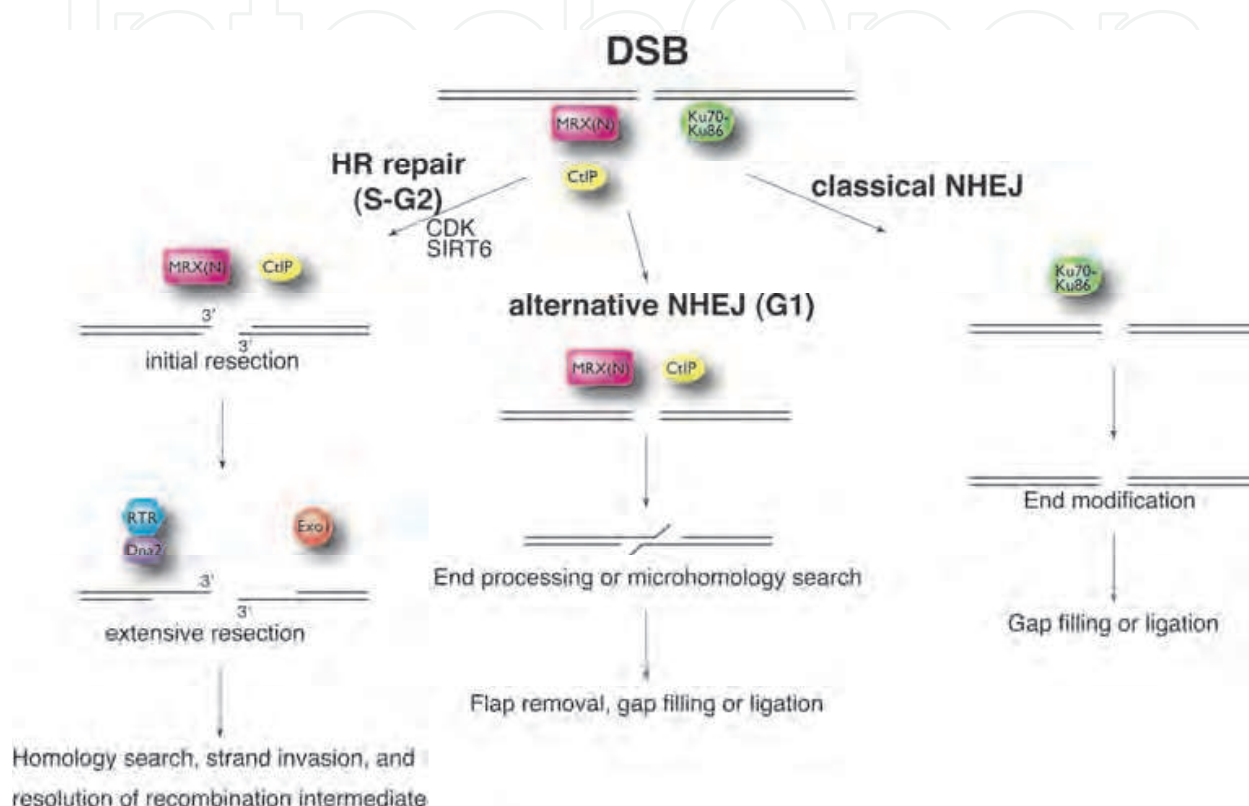 DSB
MRX(N)
Ku70-
Ku86
CtIP
HR repair
(S-G2)
CDK
SIRT6
classical NHEJ
MRX(N)
CtIP
3'
3'
initial resection
alternative NHEJ (G1)
MRX(N)
CtIP
Ku70-
Ku86
End modification
RTR
Dna2
Exo1
3'
3'
extensive resection
End processing or microhomology search
Gap filling or ligation
Flap removal, gap filling or ligation
Homology search, strand invasion, and
resolution of recombination intermediate